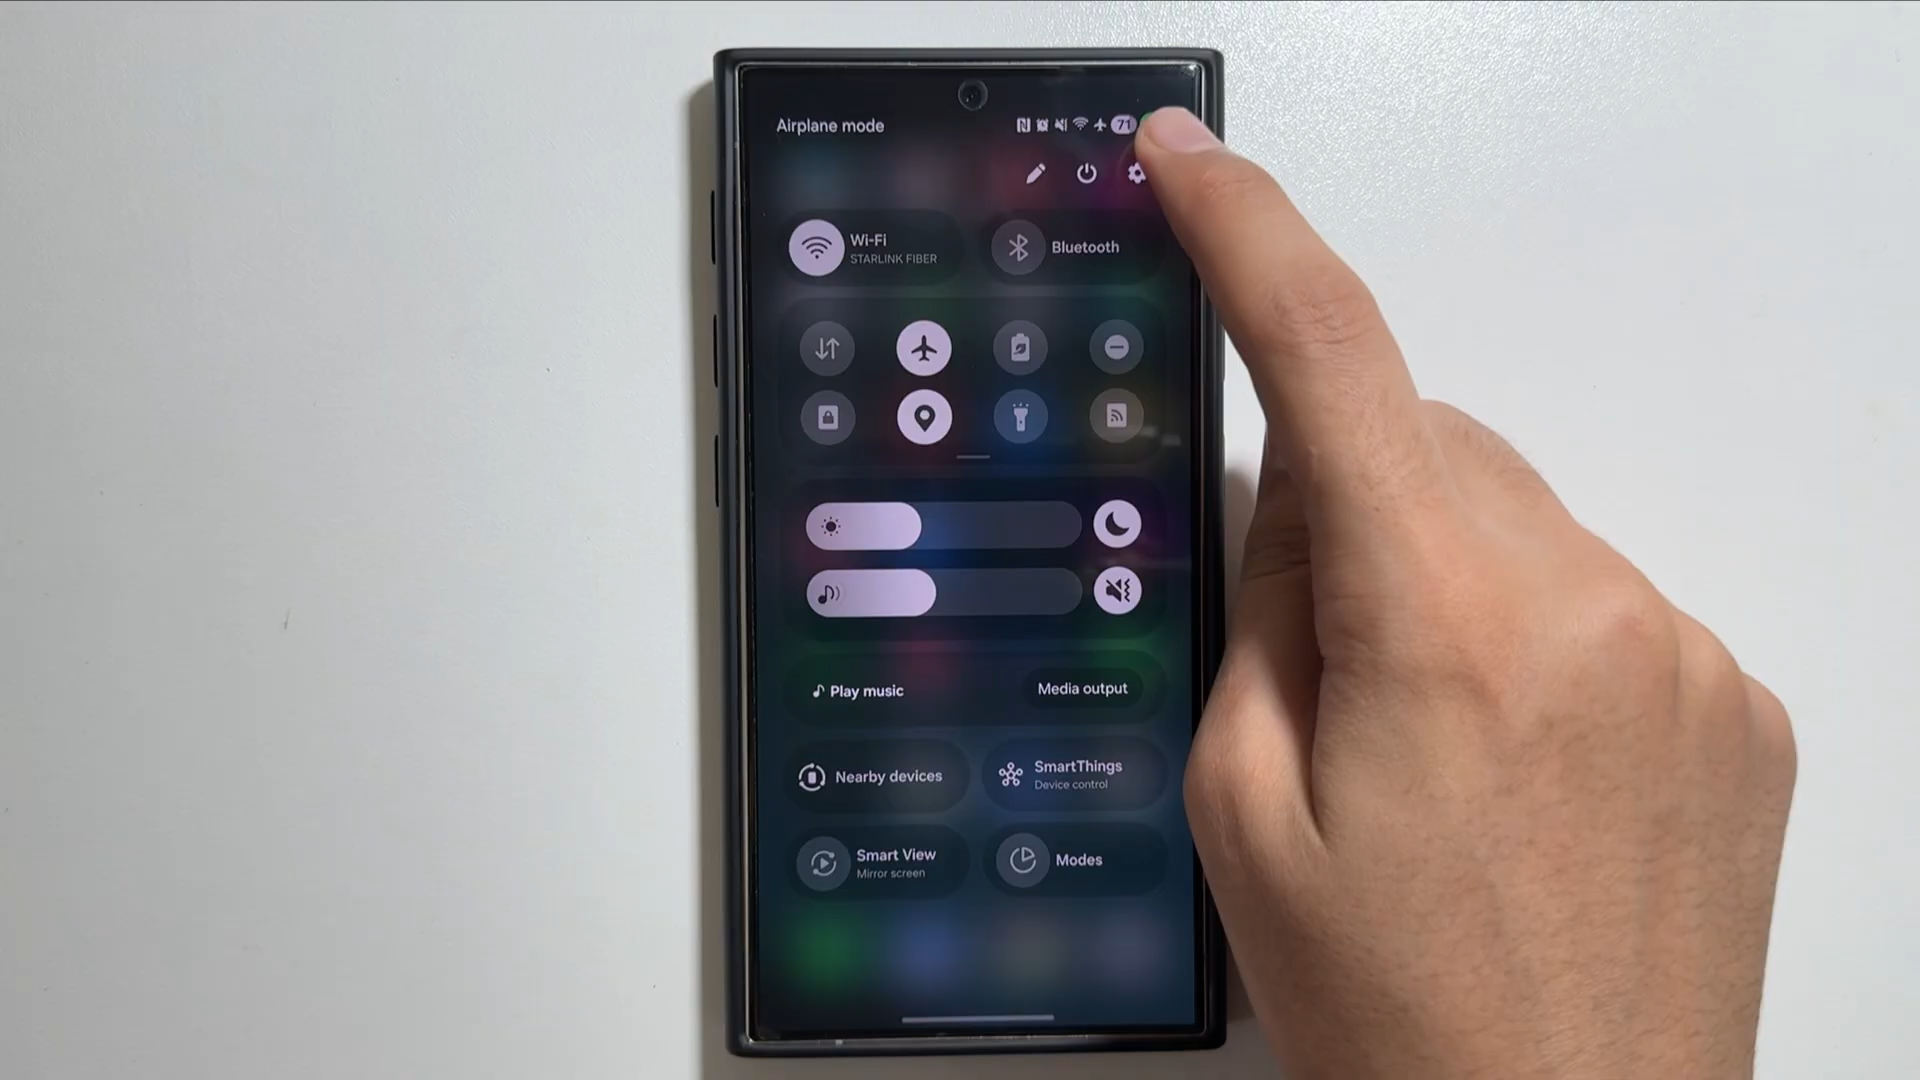 Airplane mode
71
Wi-Fi
STARLINK FIBER
Bluetooth
Play music
Media output
Nearby devices
SmartThings
Device control
Smart View
Mirror screen
Modes